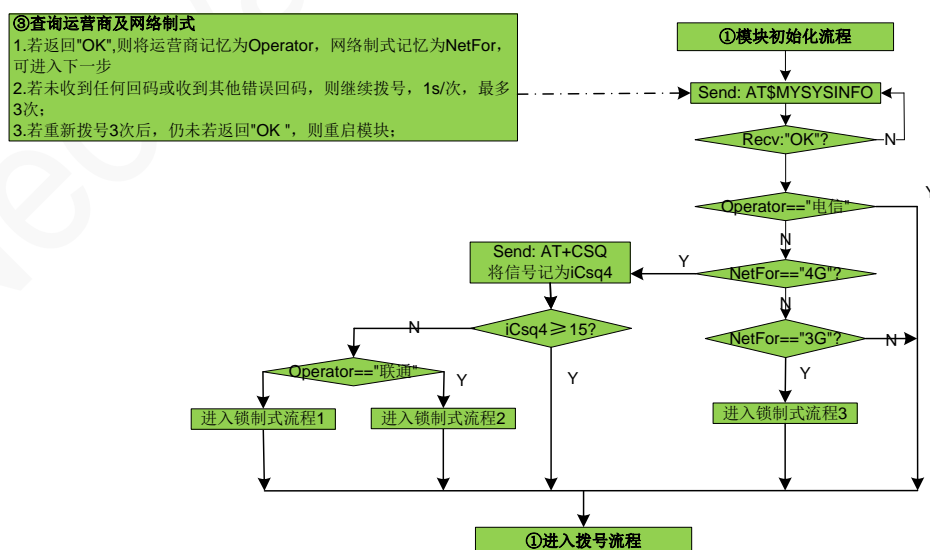 ③查询运营商及网络制式
1.若返回"OK",则将运营商记忆为Operator，网络制式记忆为NetFor，
可进入下一步
2.若未收到任何回码或收到其他错误回码，则继续拨号，1s/次，最多
3次；
3.若重新拨号3次后，仍未若返回"OK "，则重启模块；
①模块初始化流程
Send: AT$MYSYSINFO
Recv:"OK"?
N
Operator=="电信"
Y
N
Send: AT+CSQ
将信号记为iCsq4
Y
NetFor=="4G"?
N
iCsq4≥15?
N
NetFor=="3G"?
N
Operator=="联通"
Y
Y
Y
进入锁制式流程1
进入锁制式流程2
进入锁制式流程3
①进入拨号流程